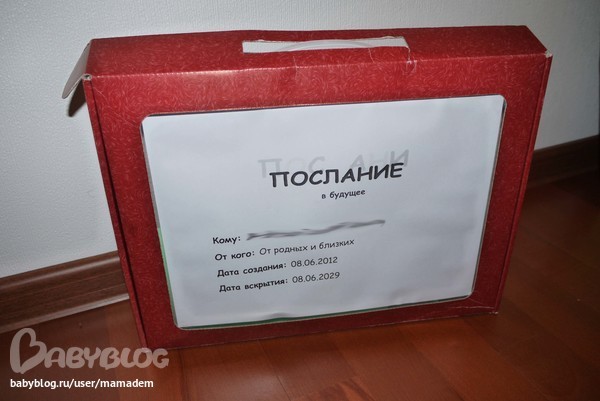 ПОСЛАНИЕ
в будущее
Кому:
От кого: От родных и близких
Дата создания: 08.06.2012
Дата вскрытия: 08.06.2029
BABYBLOG
babyblog.ru/user/mamadem